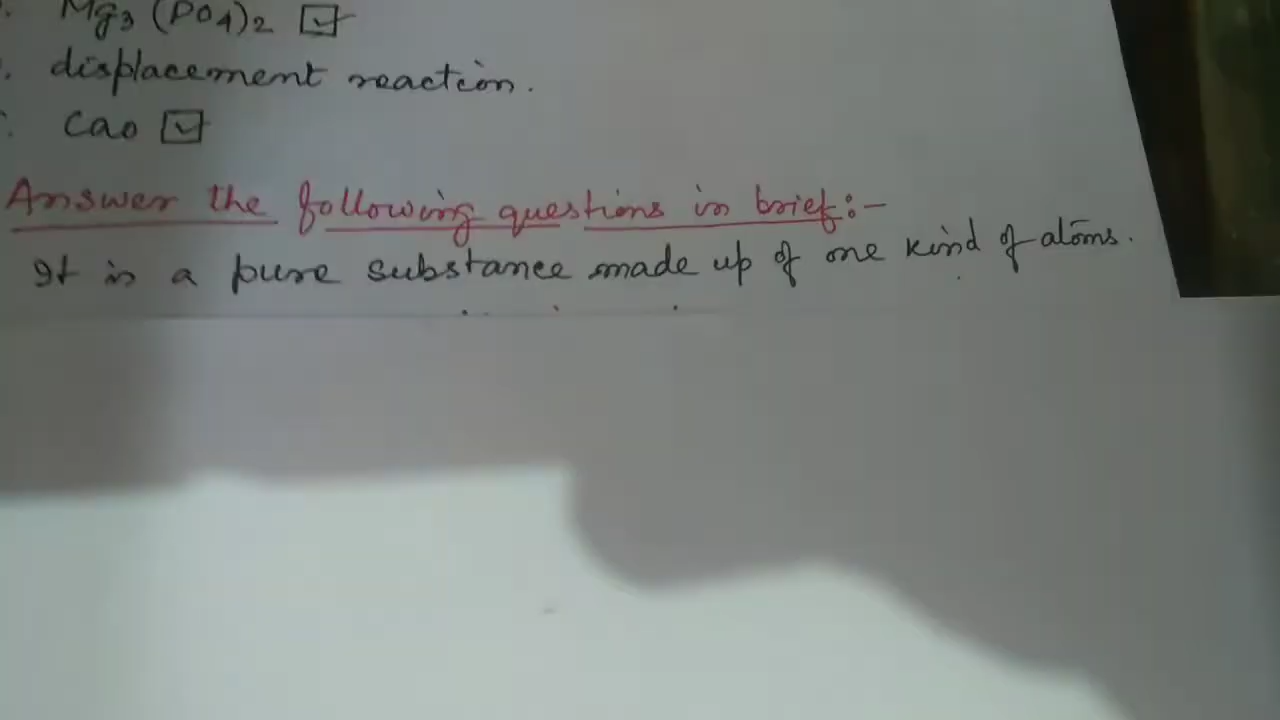 Mg3 (PO4)2 ☑
displacement reaction.
Cao ☑
Answer the following questions in brief:-
It is a pure substance made up of one kind of atoms.